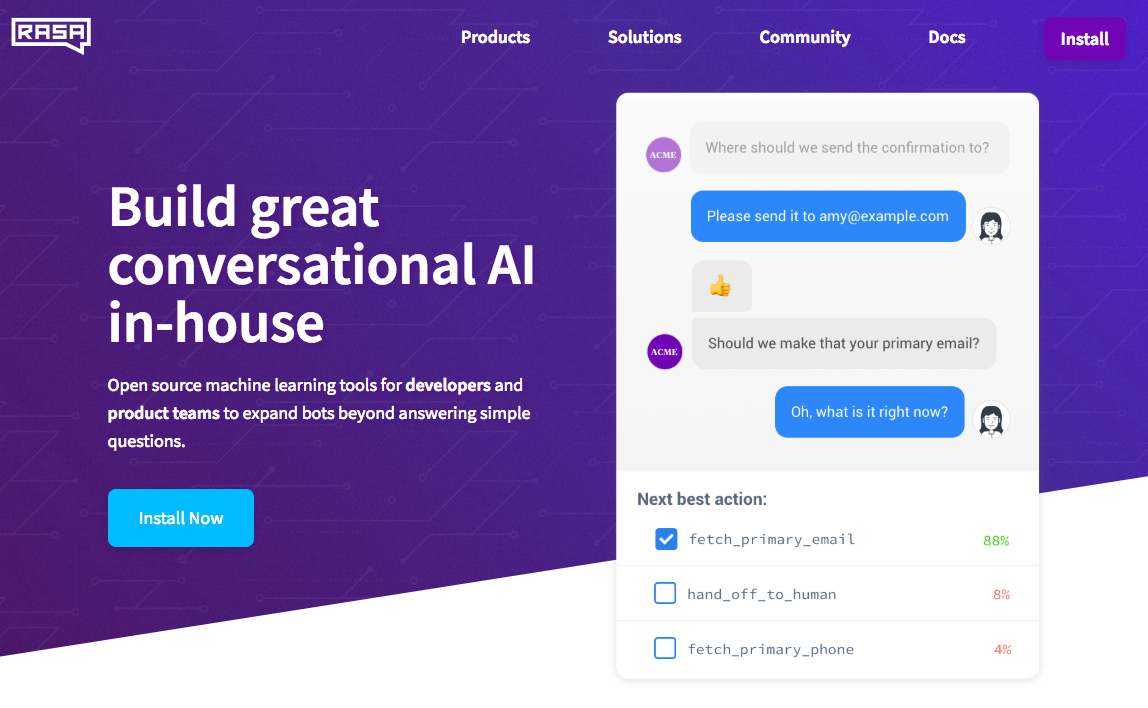 RASA
Products
Solutions
Community
Docs
Install
Build great
conversational AI
in-house
Open source machine learning tools for developers and
product teams to expand bots beyond answering simple
questions.
Install Now
ACME
Where should we send the confirmation to?
Please send it to amy@example.com
👍
ACME
Should we make that your primary email?
Oh, what is it right now?
Next best action:
fetch_primary_email 88%
hand_off_to_human 8%
fetch_primary_phone 4%